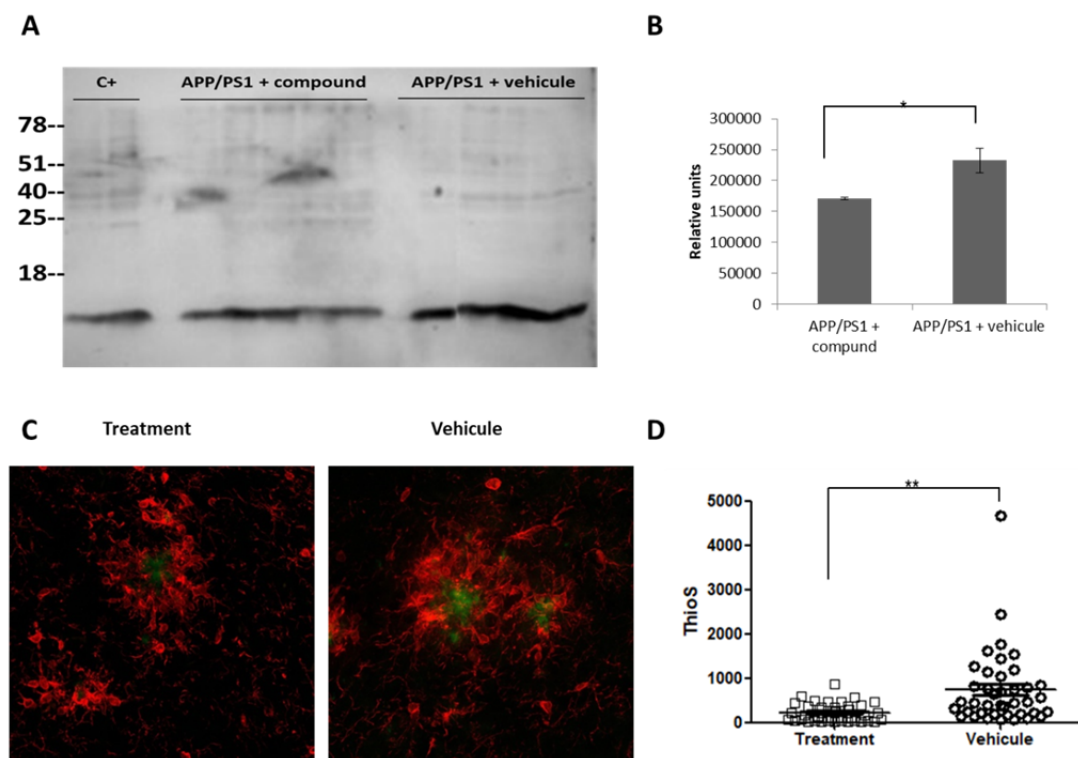 A
C+ APP/PS1 + compound APP/PS1 + vehicule
78--
51--
40--
25--
18--
B
*
Relative units
300000
250000
200000
150000
100000
50000
0
APP/PS1 +
compund
APP/PS1 + vehicule
C
Treatment Vehicule
D
**
ThioS
5000
4000
3000
2000
1000
0
Treatment Vehicule